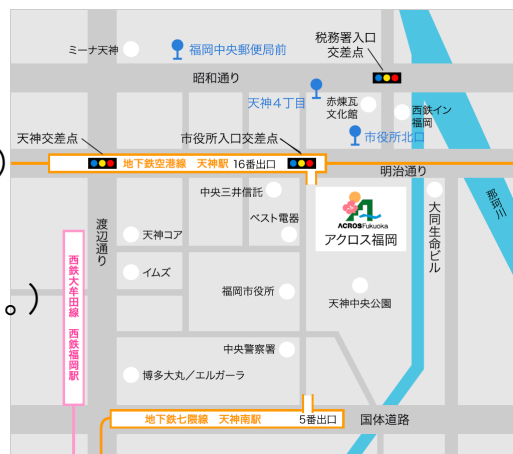 ミーナ天神
福岡中央郵便局前
税務署入口
交差点
昭和通り
天神４丁目
赤煉瓦
文化館
西鉄イン
福岡
市役所北口
天神交差点
市役所入口交差点
地下鉄空港線 天神駅 16番出口
明治通り
)
中央三井信託
ベスト電器
ACROS Fukuoka
アクロス福岡
大同生命ビル
那珂川
渡辺通り
天神コア
イムズ
西鉄大牟田線 西鉄福岡駅
。)
福岡市役所
天神中央公園
中央警察署
博多大丸／エルガーラ
地下鉄七隈線 天神南駅 5番出口
国体道路